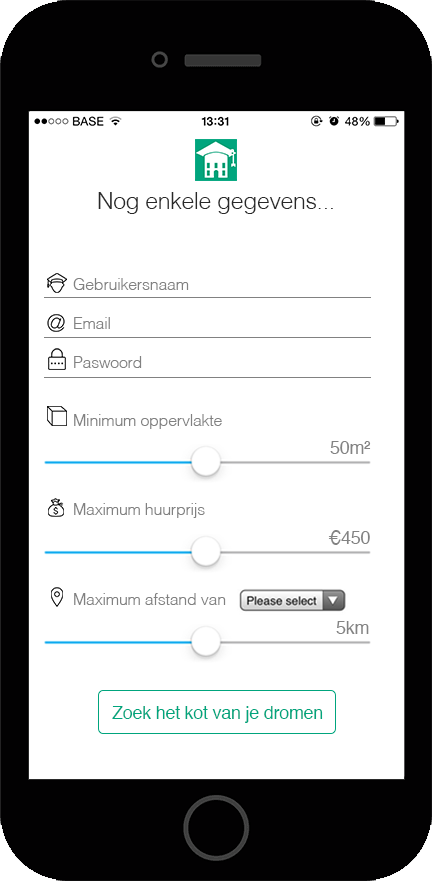 BASE 13:31 48%
Nog enkele gegevens...
Gebruikersnaam
@ Email
Paswoord
Minimum oppervlakte
50m²
$ Maximum huurprijs
€450
Maximum afstand van Please select
5km
Zoek het kot van je dromen